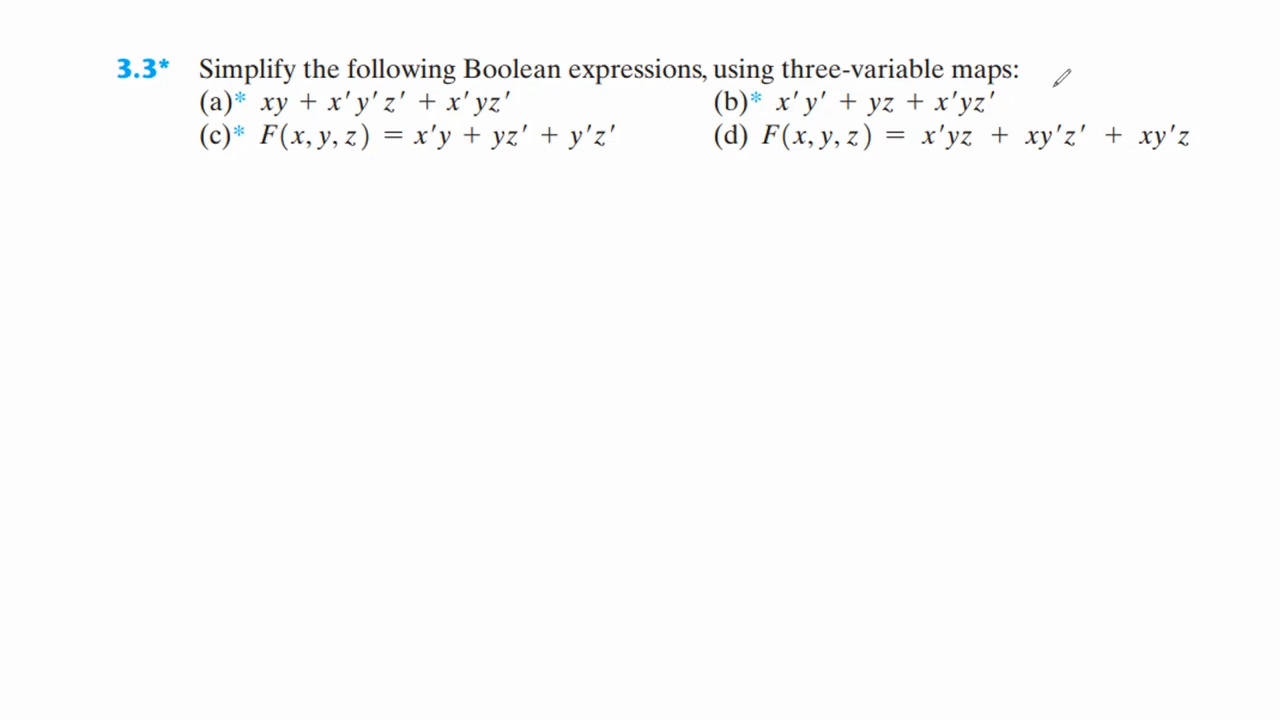 3.3* Simplify the following Boolean expressions, using three-variable maps:
(a)* xy + x′y′z′ + x′yz′ (b)* x′y′ + yz + x′yz′
(c)* F(x, y, z) = x′y + yz′ + y′z′ (d) F(x, y, z) = x′yz + xy′z′ + xy′z